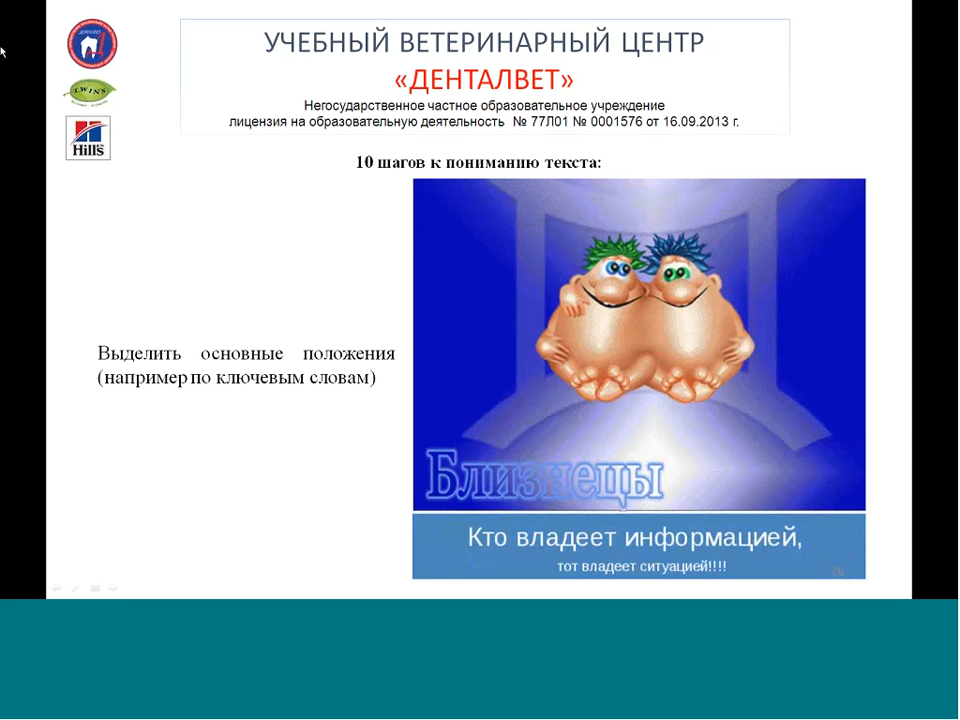 УЧЕБНЫЙ ВЕТЕРИНАРНЫЙ ЦЕНТР
«ДЕНТАЛВЕТ»
Негосударственное частное образовательное учреждение
лицензия на образовательную деятельность № 77Л01 № 0001576 от 16.09.2013 г.
TWINS
Hill's
10 шагов к пониманию текста:
Выделить основные положения
(например по ключевым словам)
Близнецы
Кто владеет информацией,
тот владеет ситуацией!!!!
26